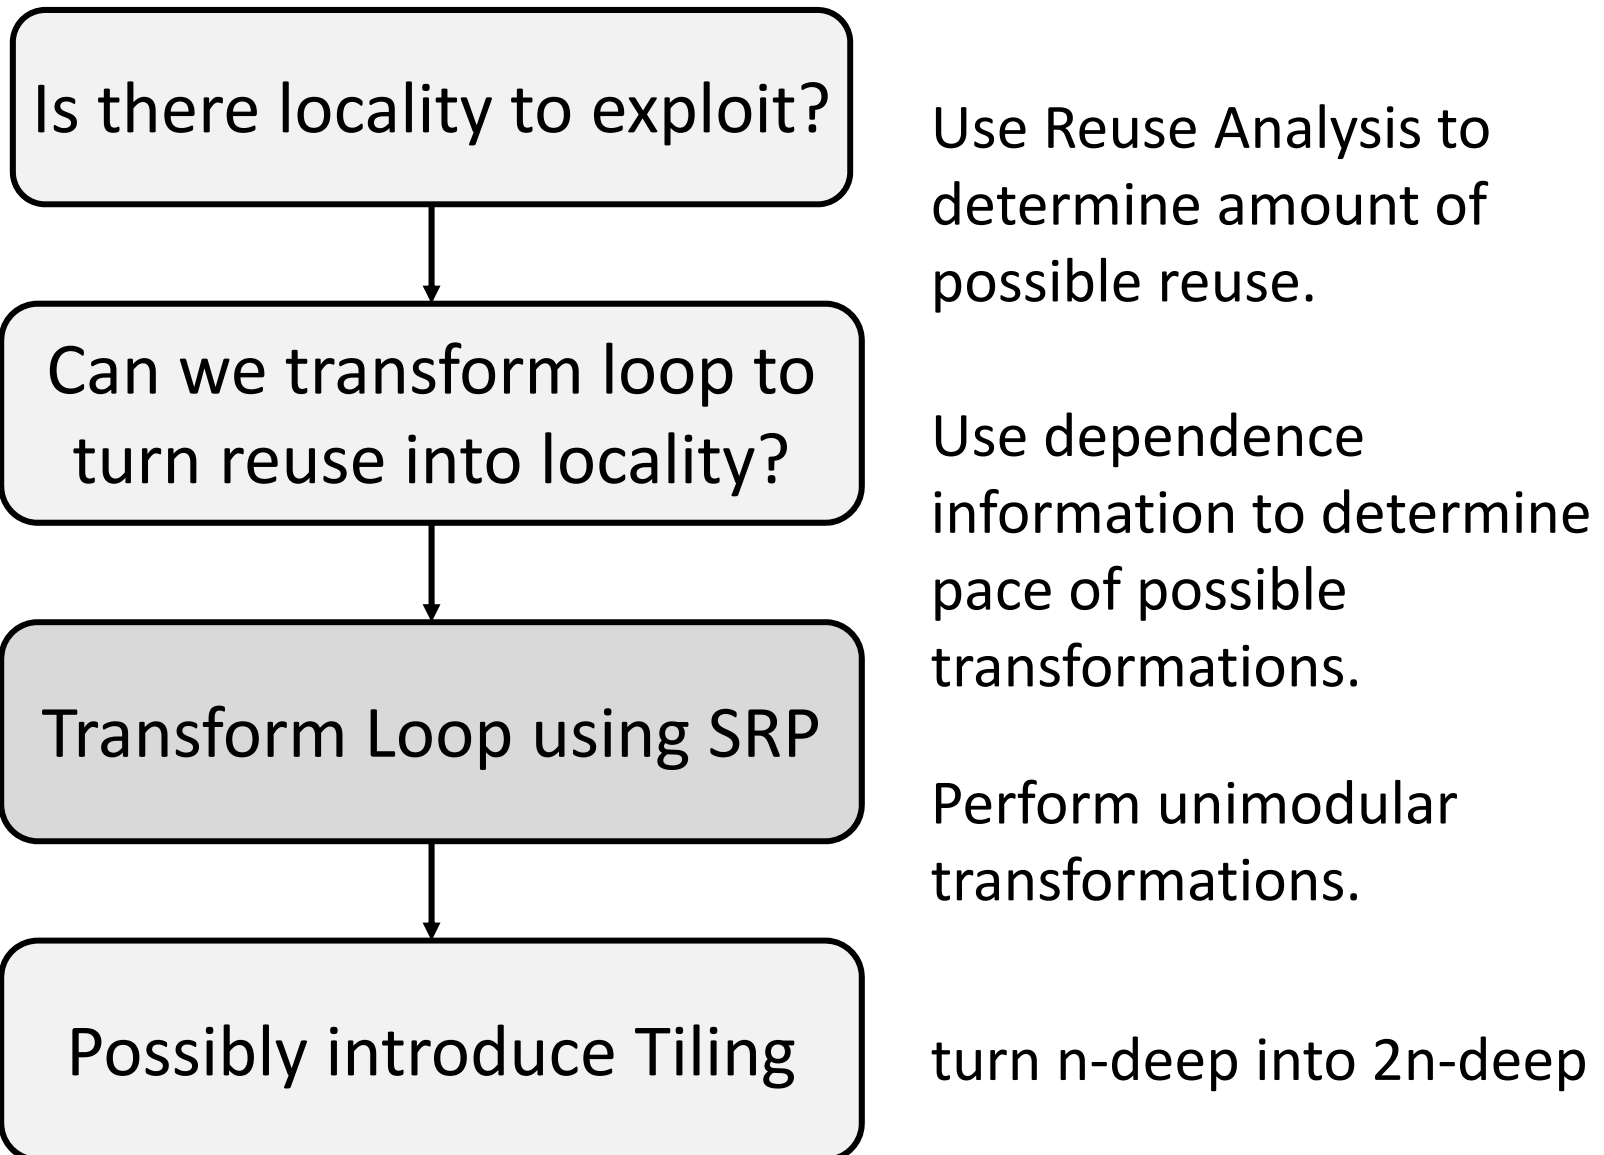 Is there locality to exploit?
Use Reuse Analysis to
determine amount of
possible reuse.
Can we transform loop to
turn reuse into locality?
Use dependence
information to determine
pace of possible
transformations.
Transform Loop using SRP
Perform unimodular
transformations.
Possibly introduce Tiling
turn n-deep into 2n-deep